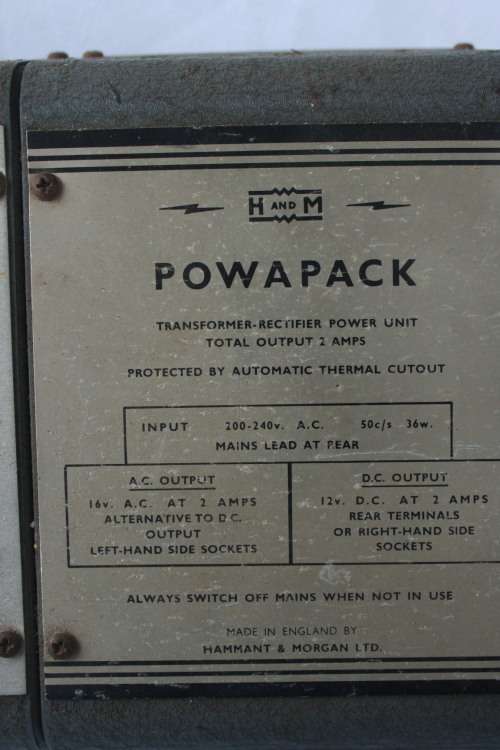 H AND M
POWAPACK
TRANSFORMER-RECTIFIER POWER UNIT
TOTAL OUTPUT 2 AMPS
PROTECTED BY AUTOMATIC THERMAL CUTOUT
INPUT 200-240v. A.C. 50c/s 36w.
MAINS LEAD AT REAR
A.C. OUTPUT
16v. A.C. AT 2 AMPS
ALTERNATIVE TO D.C.
OUTPUT
LEFT-HAND SIDE SOCKETS
D.C. OUTPUT
12v. D.C. AT 2 AMPS
REAR TERMINALS
OR RIGHT-HAND SIDE
SOCKETS
ALWAYS SWITCH OFF MAINS WHEN NOT IN USE
MADE IN ENGLAND BY
HAMMANT & MORGAN LTD.